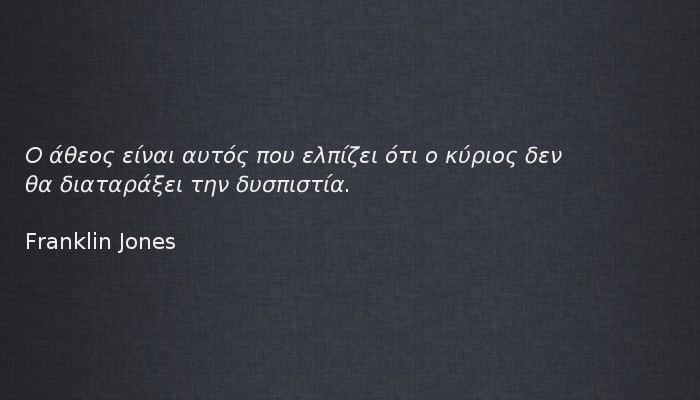 Ο άθεος είναι αυτός που ελπίζει ότι ο κύριος δεν
θα διαταράξει την δυσπιστία.
Franklin Jones